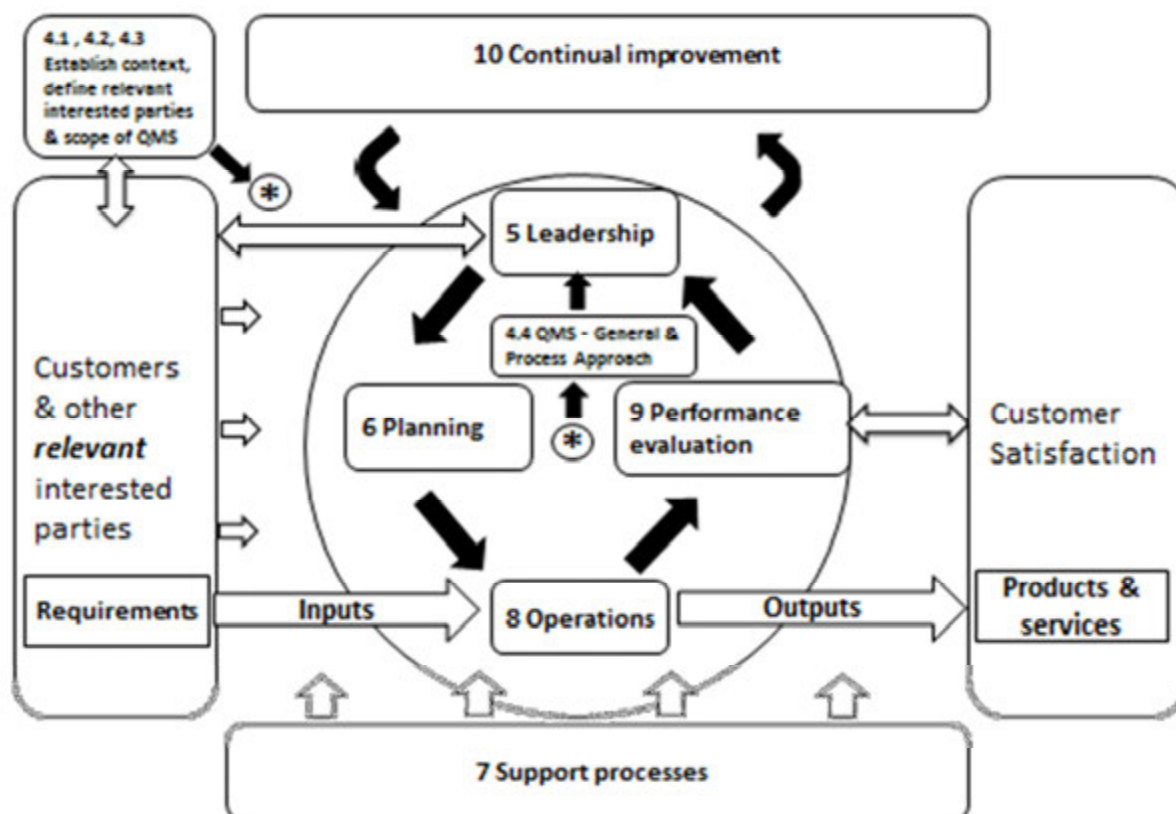 4.1 , 4.2, 4.3
Establish context,
define relevant
interested parties
& scope of QMS
10 Continual improvement
*
5 Leadership
4.4 QMS - General &
Process Approach
Customers
& other
relevant
interested
parties
6 Planning
*
9 Performance
evaluation
Customer
Satisfaction
Requirements
Inputs
8 Operations
Outputs
Products &
services
7 Support processes